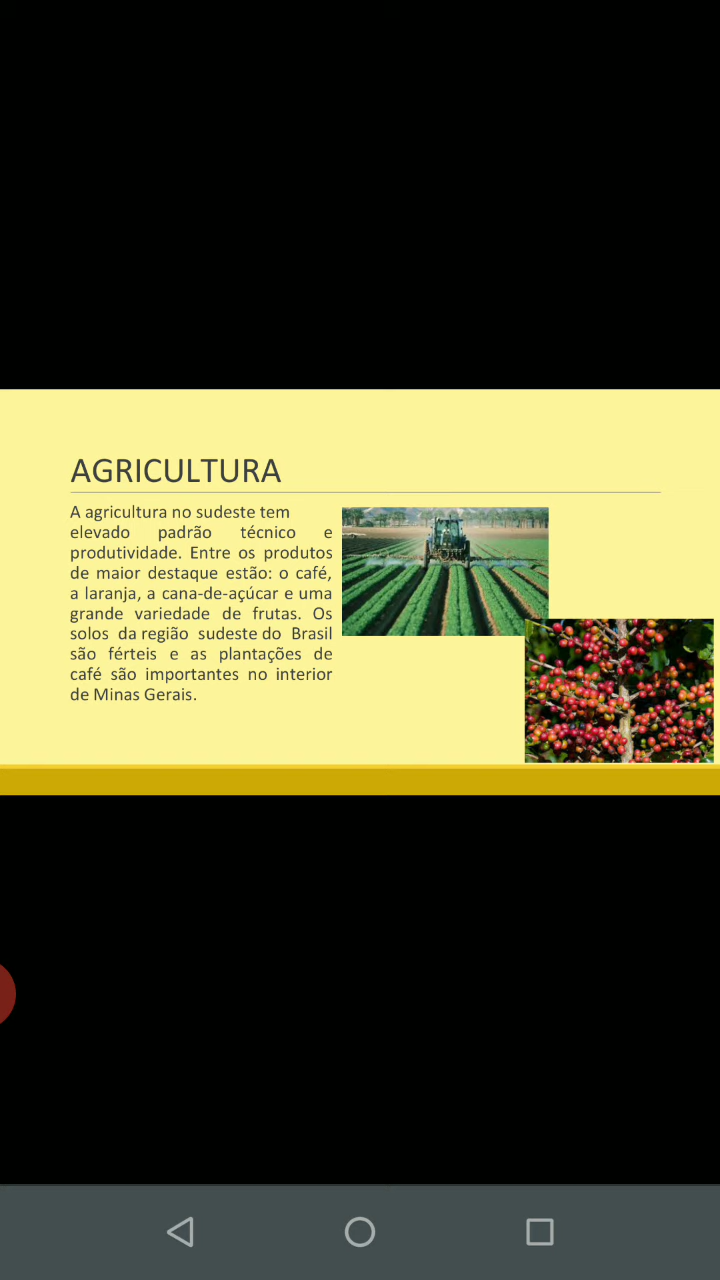 AGRICULTURA
A agricultura no sudeste tem
elevado padrão técnico e
produtividade. Entre os produtos
de maior destaque estão: o café,
a laranja, a cana-de-açúcar e uma
grande variedade de frutas. Os
solos da região sudeste do Brasil
são férteis e as plantações de
café são importantes no interior
de Minas Gerais.